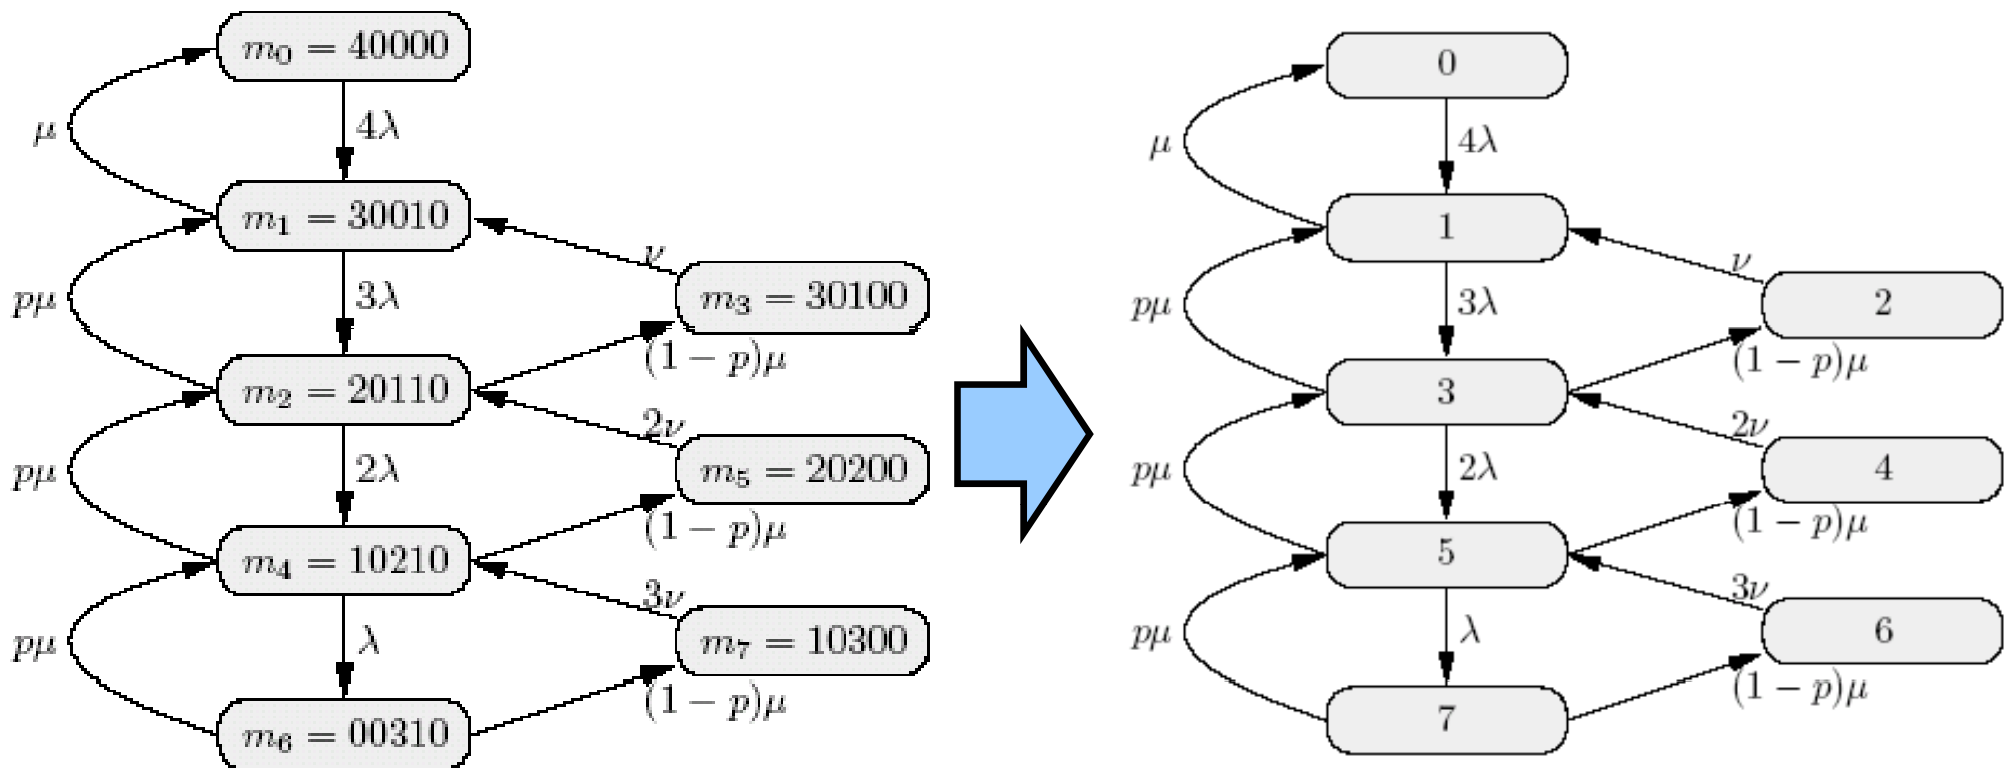 m₀ = 40000
μ
4λ
m₁ = 30010
ν
pμ
3λ
m₃ = 30100
(1 − p)μ
m₂ = 20110
2ν
pμ
2λ
m₅ = 20200
(1 − p)μ
m₄ = 10210
3ν
pμ
λ
m₇ = 10300
(1 − p)μ
m₆ = 00310
0
μ
4λ
1
ν
pμ
3λ
2
(1 − p)μ
3
2ν
pμ
2λ
4
(1 − p)μ
5
3ν
pμ
λ
6
(1 − p)μ
7